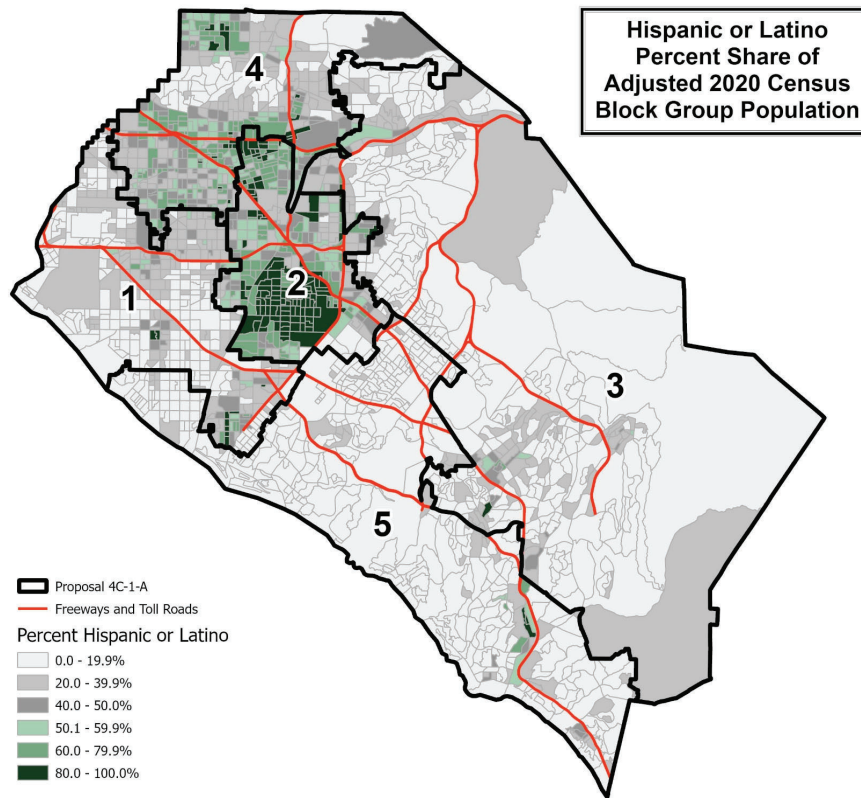 Hispanic or Latino
Percent Share of
Adjusted 2020 Census
Block Group Population
4
2
1
3
5
Proposal 4C-1-A
Freeways and Toll Roads
Percent Hispanic or Latino
0.0 - 19.9%
20.0 - 39.9%
40.0 - 50.0%
50.1 - 59.9%
60.0 - 79.9%
80.0 - 100.0%